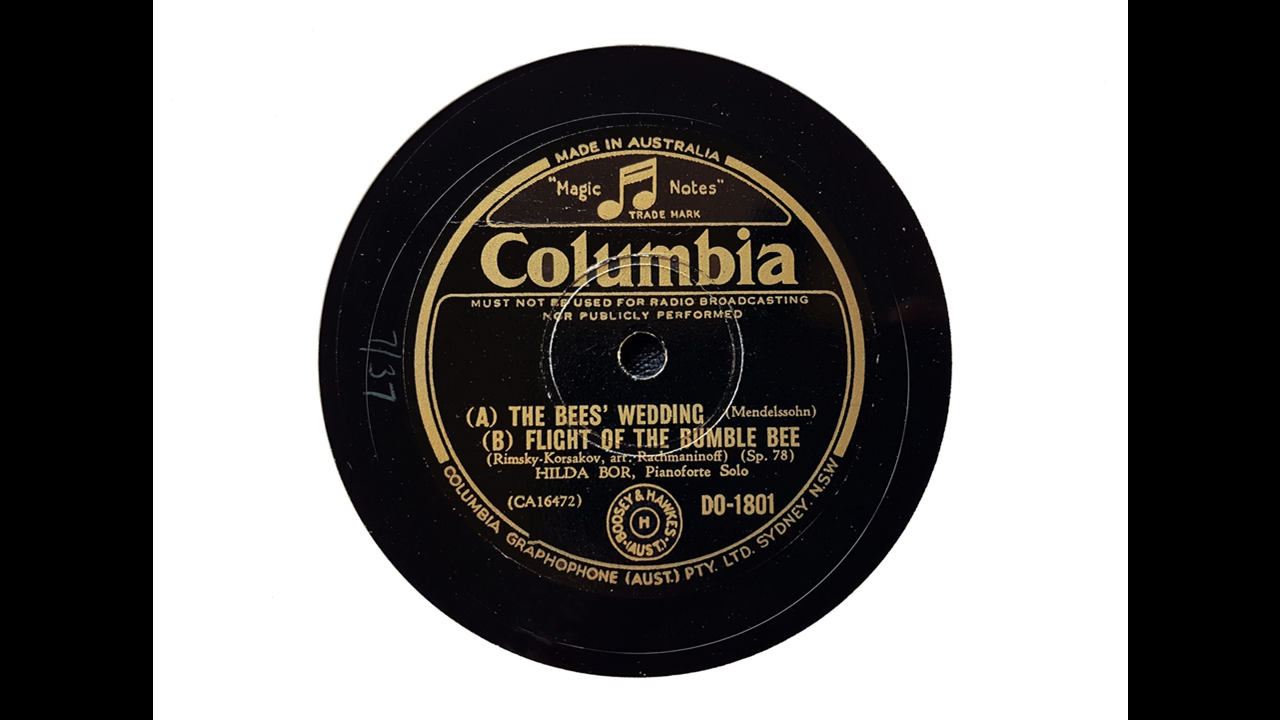 MADE IN AUSTRALIA
"Magic Notes"
TRADE MARK
Columbia
MUST NOT BE USED FOR RADIO BROADCASTING
NOR PUBLICLY PERFORMED
(A) THE BEES' WEDDING (Mendelssohn)
(B) FLIGHT OF THE BUMBLE BEE
(Rimsky-Korsakov, arr. Rachmaninoff) (Sp. 78)
HILDA BOR, Pianoforte Solo
(CA16472)
DO-1801
BOOSEY & HAWKES
H
(AUST.)
COLUMBIA GRAPHOPHONE (AUST.) PTY. LTD. SYDNEY. N.S.W
7/37